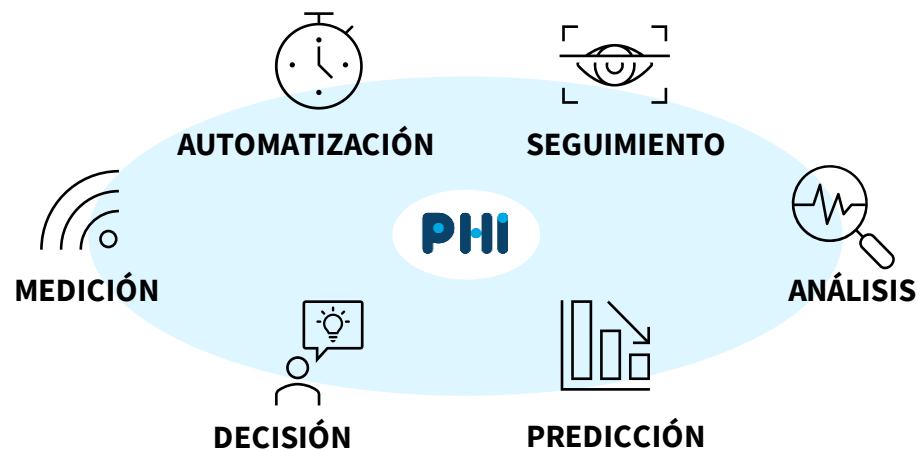 AUTOMATIZACIÓN
SEGUIMIENTO
PHi
MEDICIÓN
ANÁLISIS
DECISIÓN
PREDICCIÓN